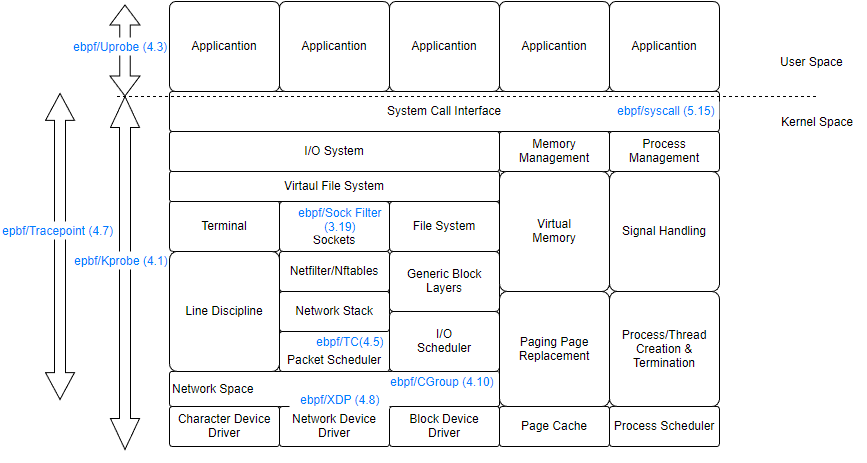 ebpf/Uprobe (4.3)
Applicantion
Applicantion
Applicantion
Applicantion
Applicantion
User Space
System Call Interface
ebpf/syscall (5.15)
Kernel Space
I/O System
Memory
Management
Process
Management
Virtaul File System
epbf/Tracepoint (4.7)
epbf/Kprobe (4.1)
Terminal
ebpf/Sock Filter
(3.19)
Sockets
File System
Virtual
Memory
Signal Handling
Line Discipline
Netfilter/Nftables
Generic Block
Layers
Network Stack
ebpf/TC(4.5)
Packet Scheduler
I/O
Scheduler
Paging Page
Replacement
Process/Thread
Creation &
Termination
Network Space
ebpf/CGroup (4.10)
ebpf/XDP (4.8)
Character Device
Driver
Network Device
Driver
Block Device
Driver
Page Cache
Process Scheduler